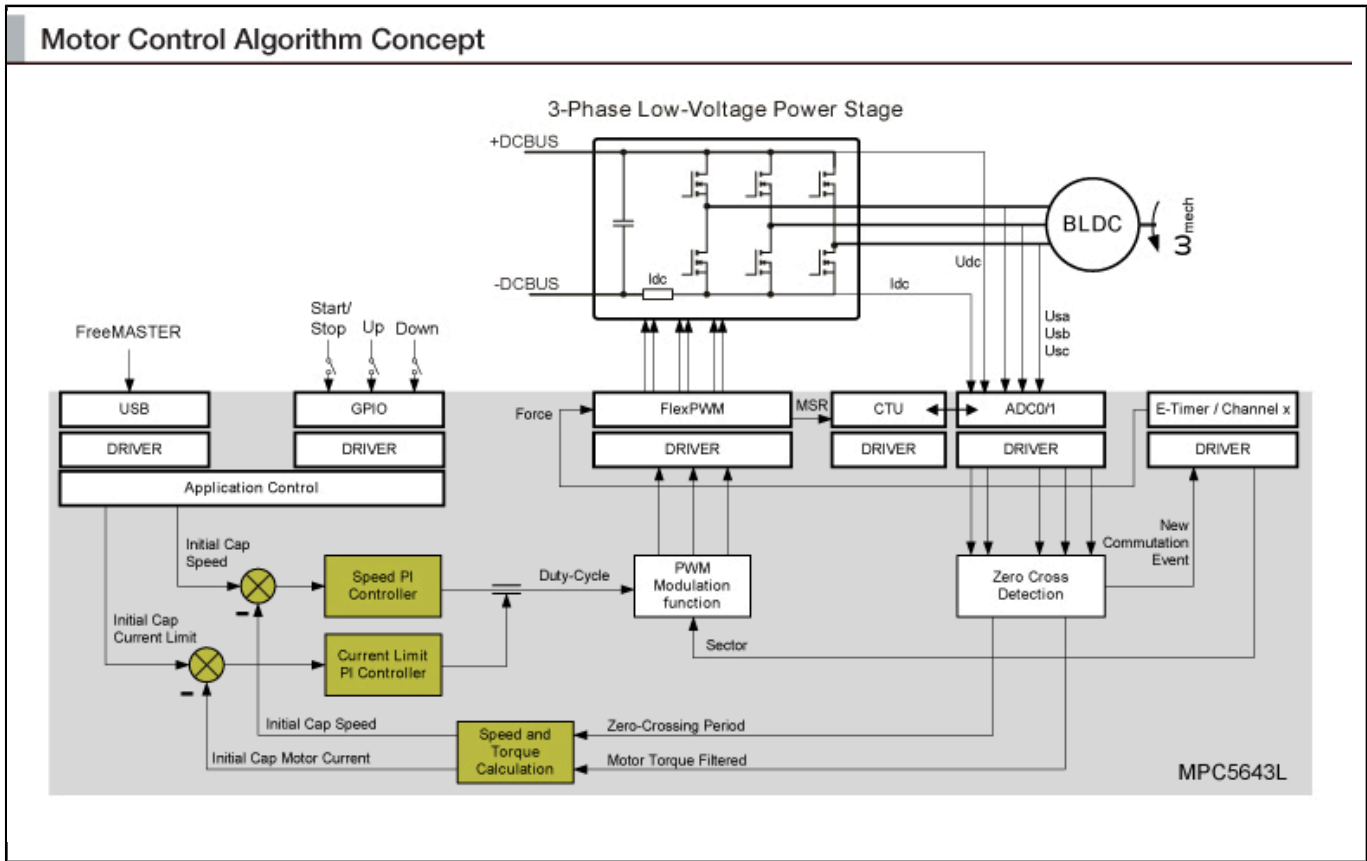 Motor Control Algorithm Concept
3-Phase Low-Voltage Power Stage
+DCBUS
-DCBUS
Idc
BLDC
3
mech
Udc
Idc
Usa
Usb
Usc
FreeMASTER
Start/
Stop
Up
Down
USB
GPIO
Force
FlexPWM
MSR
CTU
ADC0/1
E-Timer / Channel x
DRIVER
DRIVER
DRIVER
DRIVER
DRIVER
DRIVER
Application Control
Initial Cap
Speed
Speed PI
Controller
Duty-Cycle
PWM
Modulation
function
Zero Cross
Detection
New
Commutation
Event
Initial Cap
Current Limit
Current Limit
PI Controller
Sector
Initial Cap Speed
Initial Cap Motor Current
Speed and
Torque
Calculation
Zero-Crossing Period
Motor Torque Filtered
MPC5643L